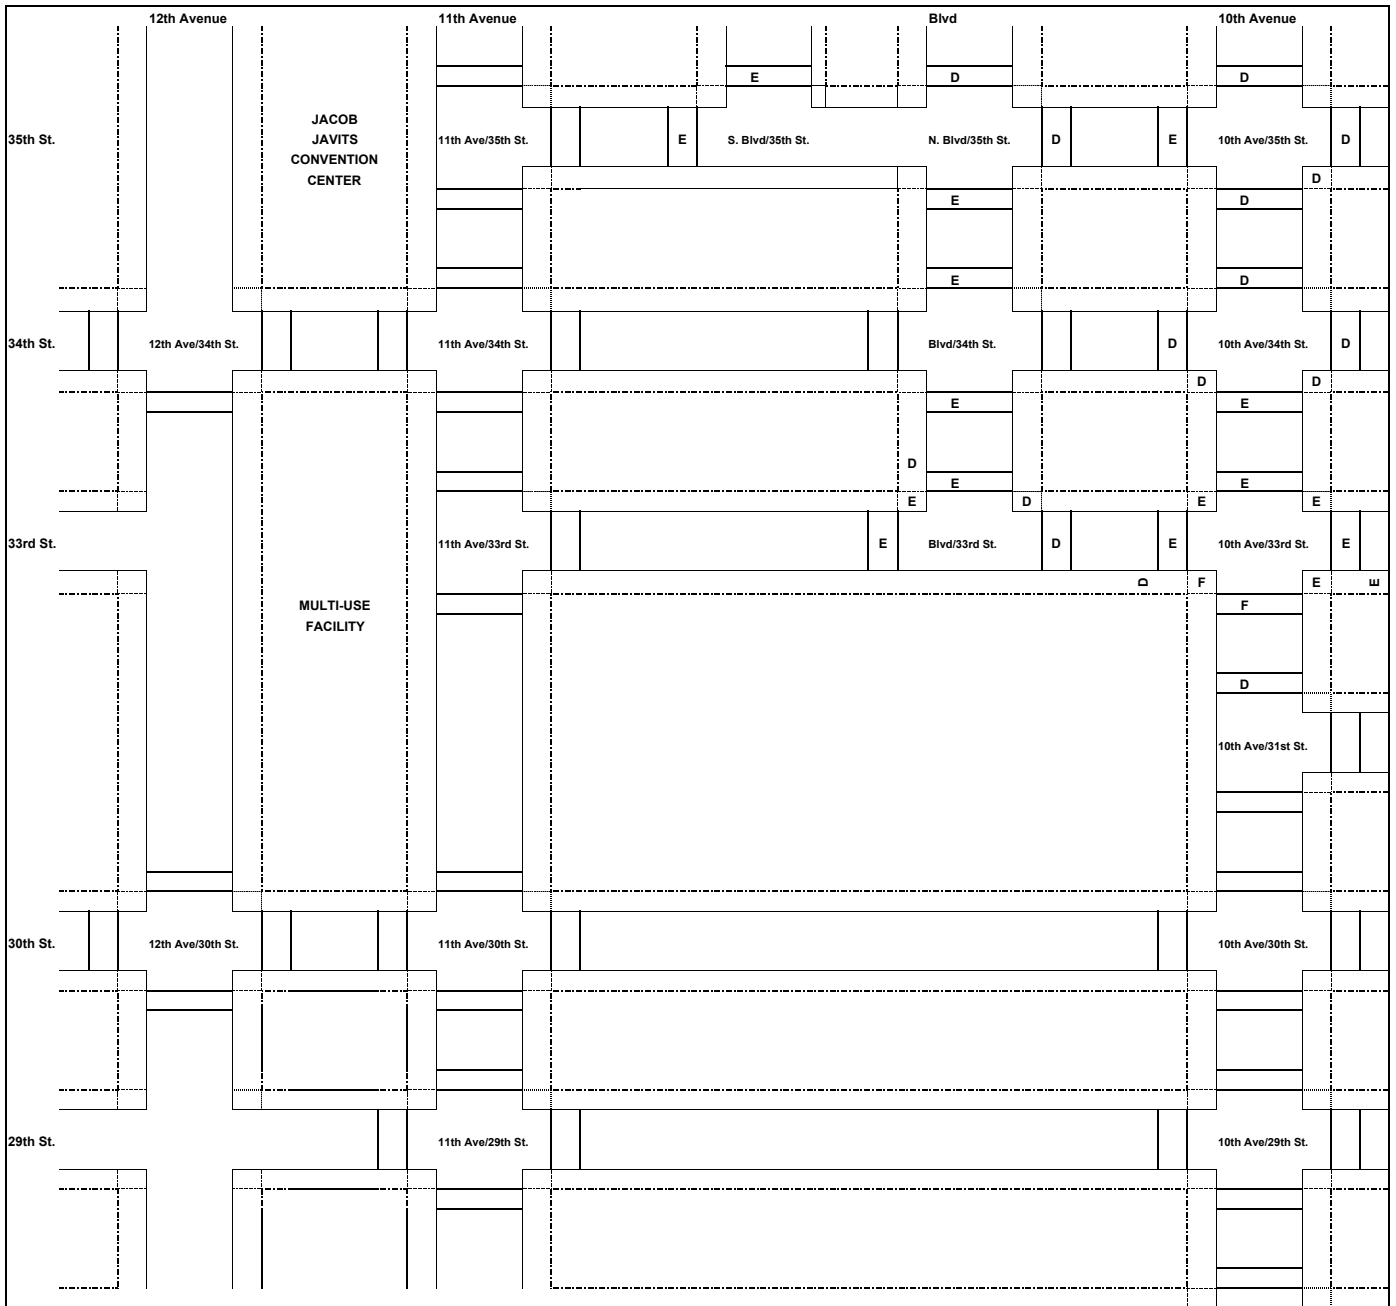 12th Avenue 11th Avenue Blvd 10th Avenue
E D D
JACOB
JAVITS
CONVENTION
CENTER
35th St. 11th Ave/35th St. E S. Blvd/35th St. N. Blvd/35th St. D E 10th Ave/35th St. D
D
E D
E D
34th St. 12th Ave/34th St. 11th Ave/34th St. Blvd/34th St. D 10th Ave/34th St. D
D D
E E
D
E E
E D E E
33rd St. 11th Ave/33rd St. E Blvd/33rd St. D E 10th Ave/33rd St. E
D F E E
MULTI-USE
FACILITY
F
D
10th Ave/31st St.
30th St. 12th Ave/30th St. 11th Ave/30th St. 10th Ave/30th St.
29th St. 11th Ave/29th St. 10th Ave/29th St.